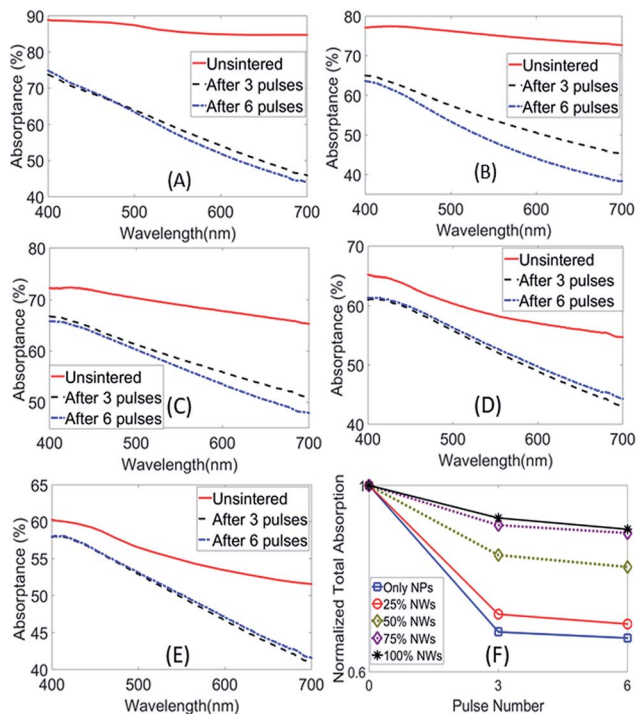 90
80
70
60
50
40
Absorptance (%)
Unsintered
After 3 pulses
After 6 pulses
(A)
400 500 600 700
Wavelength(nm)
80
70
60
50
40
Absorptance (%)
Unsintered
After 3 pulses
After 6 pulses
(B)
400 500 600 700
Wavelength(nm)
80
70
60
50
Absorptance (%)
Unsintered
After 3 pulses
After 6 pulses
(C)
400 500 600 700
Wavelength(nm)
70
60
50
40
Absorptance (%)
Unsintered
After 3 pulses
After 6 pulses
(D)
400 500 600 700
Wavelength(nm)
65
60
55
50
45
40
Absorptance (%)
Unsintered
After 3 pulses
After 6 pulses
(E)
400 500 600 700
Wavelength(nm)
1
0.6
Normalized Total Absorption
Only NPs
25% NWs
50% NWs
75% NWs
100% NWs
(F)
0 3 6
Pulse Number